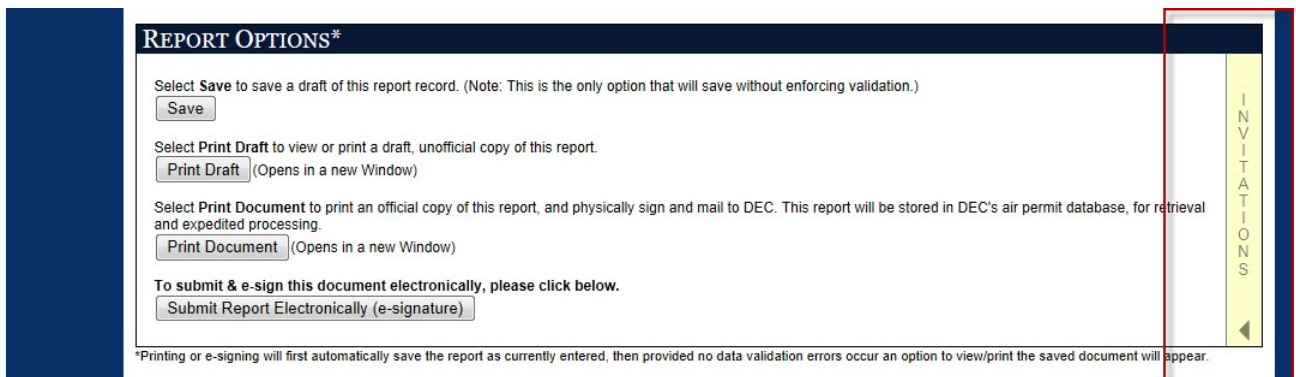 REPORT OPTIONS*
Select Save to save a draft of this report record. (Note: This is the only option that will save without enforcing validation.)
Save
Select Print Draft to view or print a draft, unofficial copy of this report.
Print Draft (Opens in a new Window)
Select Print Document to print an official copy of this report, and physically sign and mail to DEC. This report will be stored in DEC's air permit database, for retrieval
and expedited processing.
Print Document (Opens in a new Window)
To submit & e-sign this document electronically, please click below.
Submit Report Electronically (e-signature)
INVITATIONS
*Printing or e-signing will first automatically save the report as currently entered, then provided no data validation errors occur an option to view/print the saved document will appear.